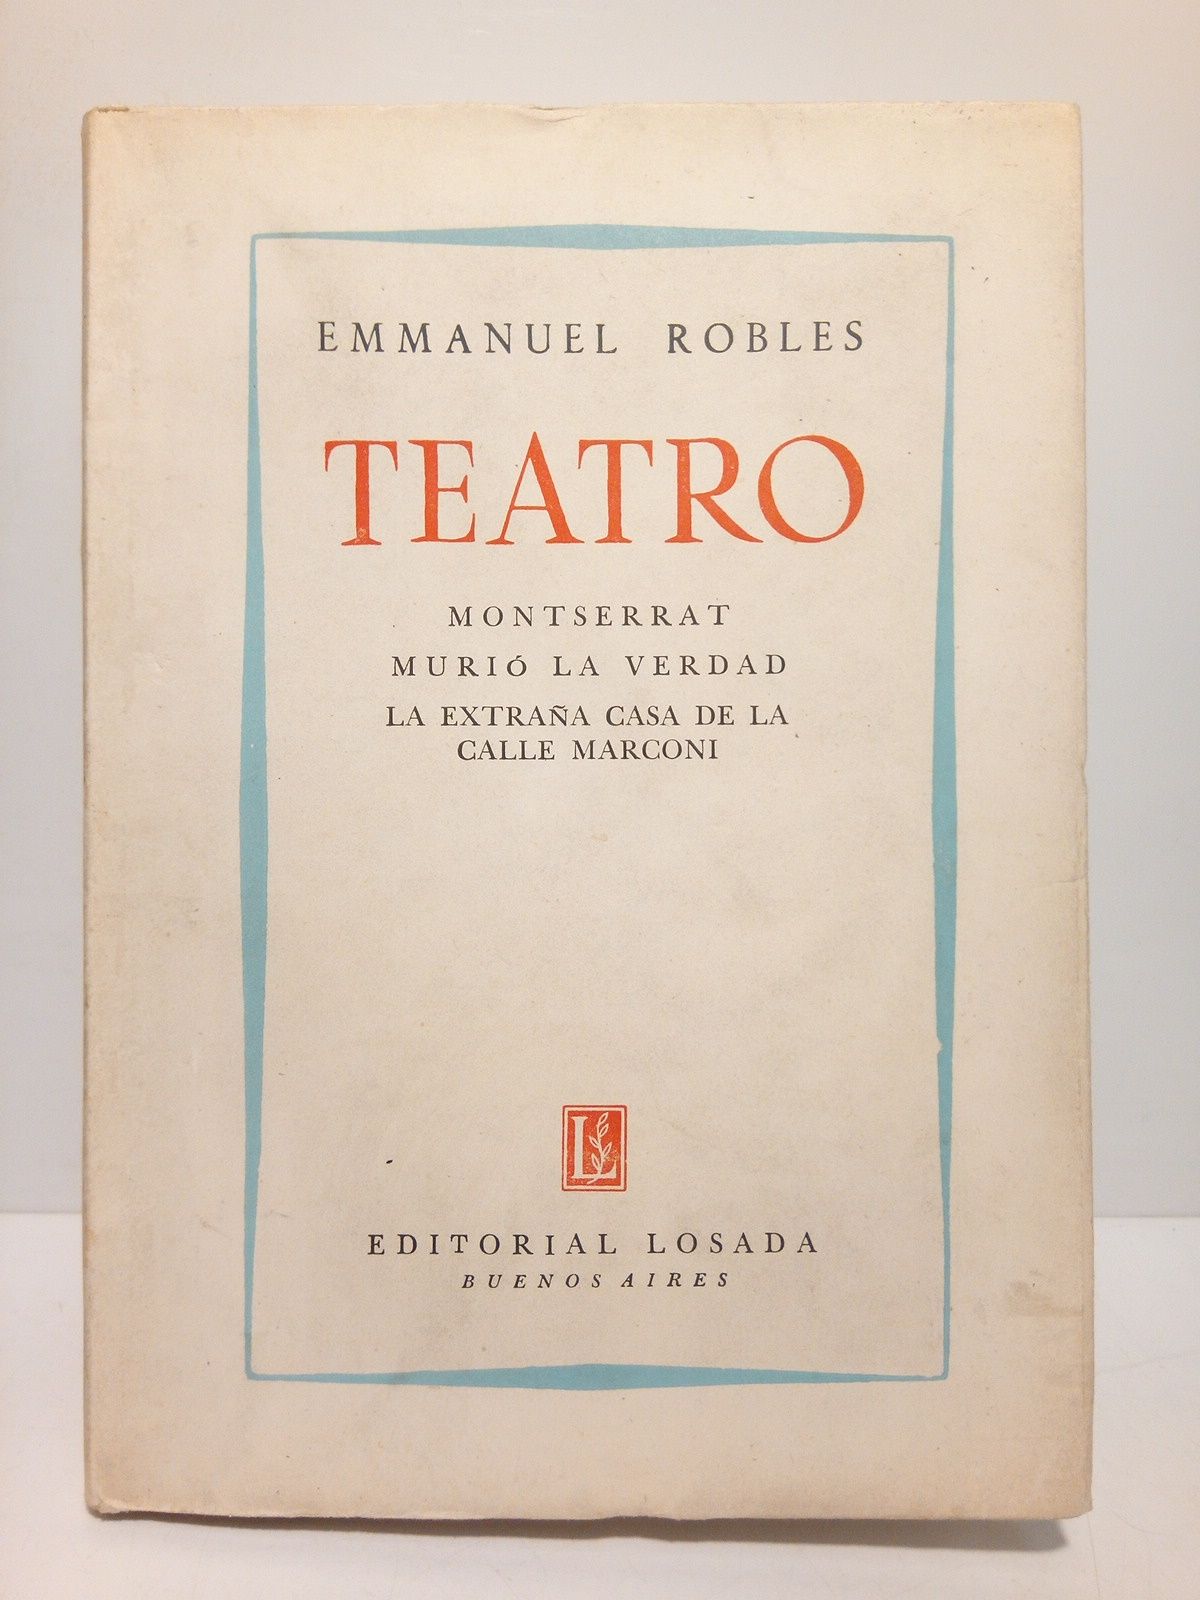 EMMANUEL ROBLES
TEATRO
MONTSERRAT
MURIÓ LA VERDAD
LA EXTRAÑA CASA DE LA
CALLE MARCONI
L
EDITORIAL LOSADA
BUENOS AIRES